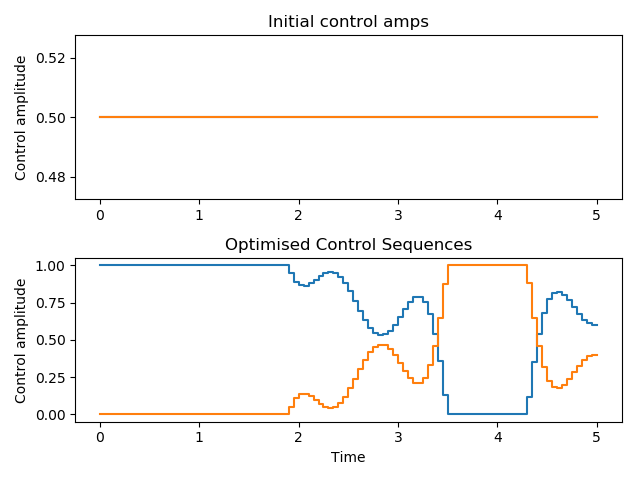 Initial control amps
Control amplitude
0.52
0.50
0.48
0 1 2 3 4 5
Optimised Control Sequences
Control amplitude
1.00
0.75
0.50
0.25
0.00
0 1 2 3 4 5
Time